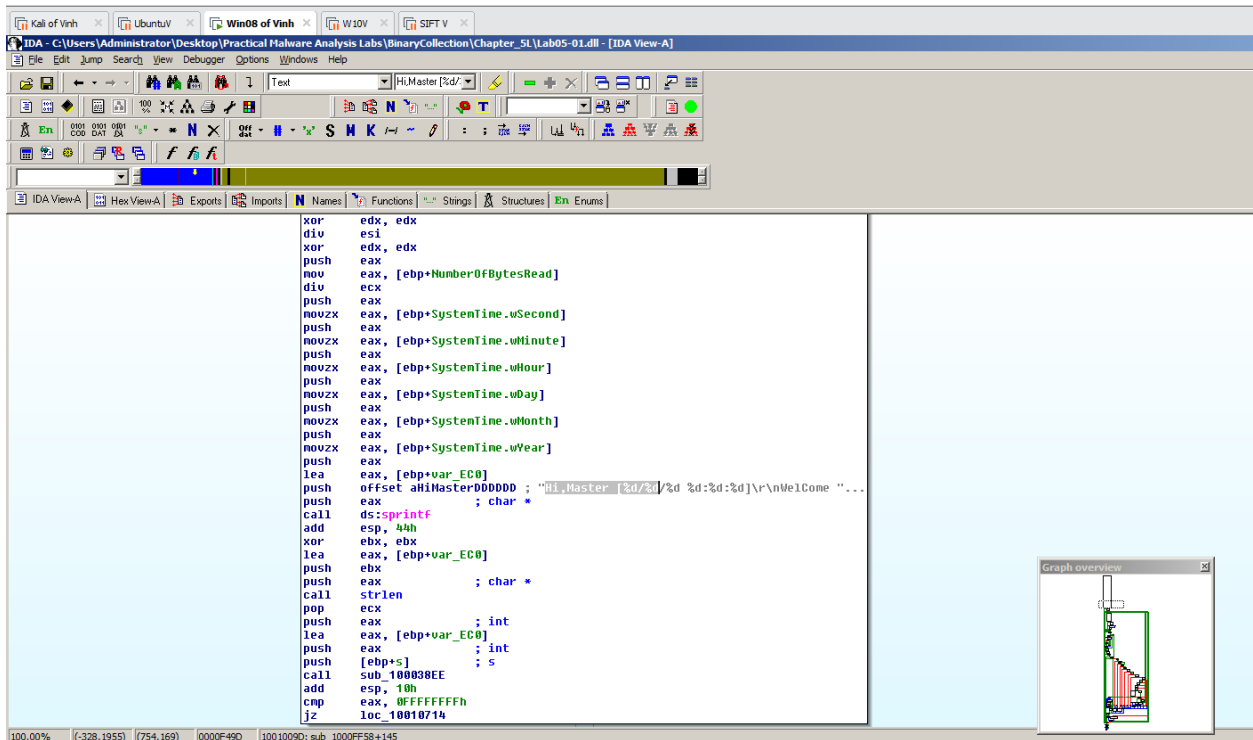 Kali of Vinh × UbuntuV × Win08 of Vinh × W10V × SIFT V ×
IDA - C:\Users\Administrator\Desktop\Practical Malware Analysis Labs\BinaryCollection\Chapter_5L\Lab05-01.dll - [IDA View-A]
File Edit Jump Search View Debugger Options Windows Help
Text Hi,Master [%d/:
En
IDA View-A Hex View-A Exports Imports N Names Functions Strings Structures En Enums
xor edx, edx
div esi
xor edx, edx
push eax
mov eax, [ebp+NumberOfBytesRead]
div ecx
push eax
movzx eax, [ebp+SystemTime.wSecond]
push eax
movzx eax, [ebp+SystemTime.wMinute]
push eax
movzx eax, [ebp+SystemTime.wHour]
push eax
movzx eax, [ebp+SystemTime.wDay]
push eax
movzx eax, [ebp+SystemTime.wMonth]
push eax
movzx eax, [ebp+SystemTime.wYear]
push eax
lea eax, [ebp+var_EC0]
push offset aHiMasterDDDDDD ; "Hi,Master [%d/%d/%d %d:%d:%d]\r\nWelCome "...
push eax ; char *
call ds:sprintf
add esp, 44h
xor ebx, ebx
lea eax, [ebp+var_EC0]
push ebx
push eax ; char *
call strlen
pop ecx
push eax ; int
lea eax, [ebp+var_EC0]
push eax ; int
push [ebp+s] ; s
call sub_100038EE
add esp, 10h
cmp eax, 0FFFFFFFFh
jz loc_10010714
Graph overview
100.00% (-328,1955) (754,169) 0000F49D 1001009D: sub_1000FF58+145